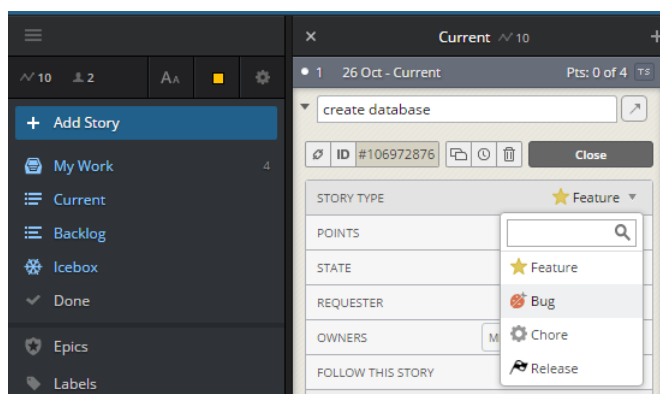 10 2 AA
+ Add Story
My Work 4
Current
Backlog
Icebox
Done
Epics
Labels
× Current 10 +
1 26 Oct - Current Pts: 0 of 4 TS
create database
ID #106972876 Close
STORY TYPE Feature
POINTS
STATE
REQUESTER
OWNERS
FOLLOW THIS STORY
Feature
Bug
Chore
Release